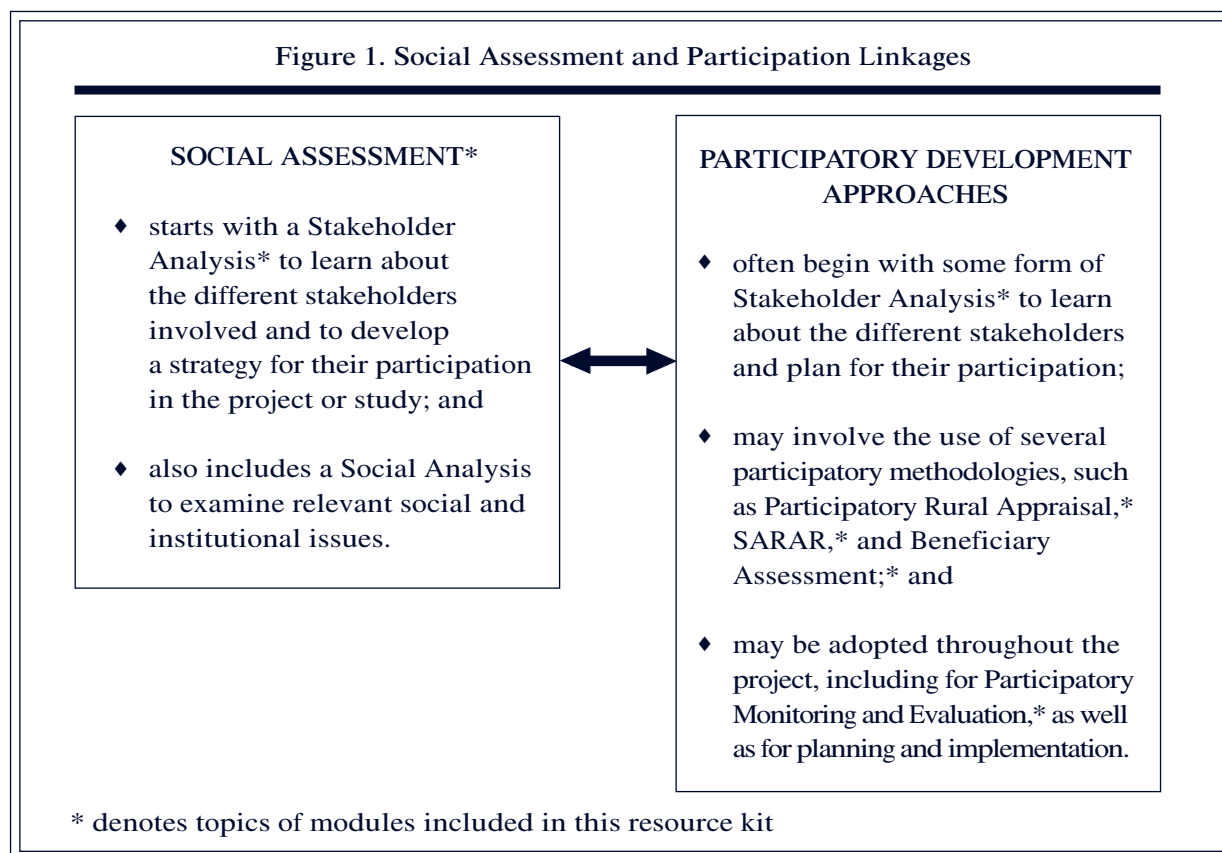 Figure 1. Social Assessment and Participation Linkages
SOCIAL ASSESSMENT*
♦ starts with a Stakeholder
Analysis* to learn about
the different stakeholders
involved and to develop
a strategy for their participation
in the project or study; and
♦ also includes a Social Analysis
to examine relevant social and
institutional issues.
PARTICIPATORY DEVELOPMENT
APPROACHES
♦ often begin with some form of
Stakeholder Analysis* to learn
about the different stakeholders
and plan for their participation;
♦ may involve the use of several
participatory methodologies, such
as Participatory Rural Appraisal,*
SARAR,* and Beneficiary
Assessment;* and
♦ may be adopted throughout the
project, including for Participatory
Monitoring and Evaluation,* as well
as for planning and implementation.
* denotes topics of modules included in this resource kit